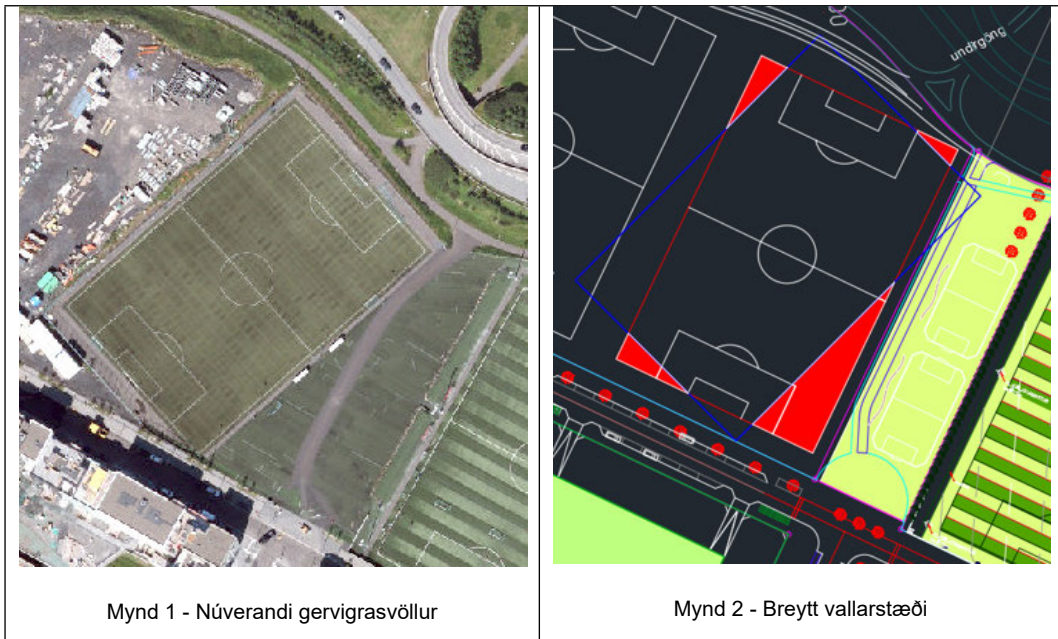 undirgöng
Mynd 1 - Núverandi gervigrasvöllur
Mynd 2 - Breytt vallarstæði